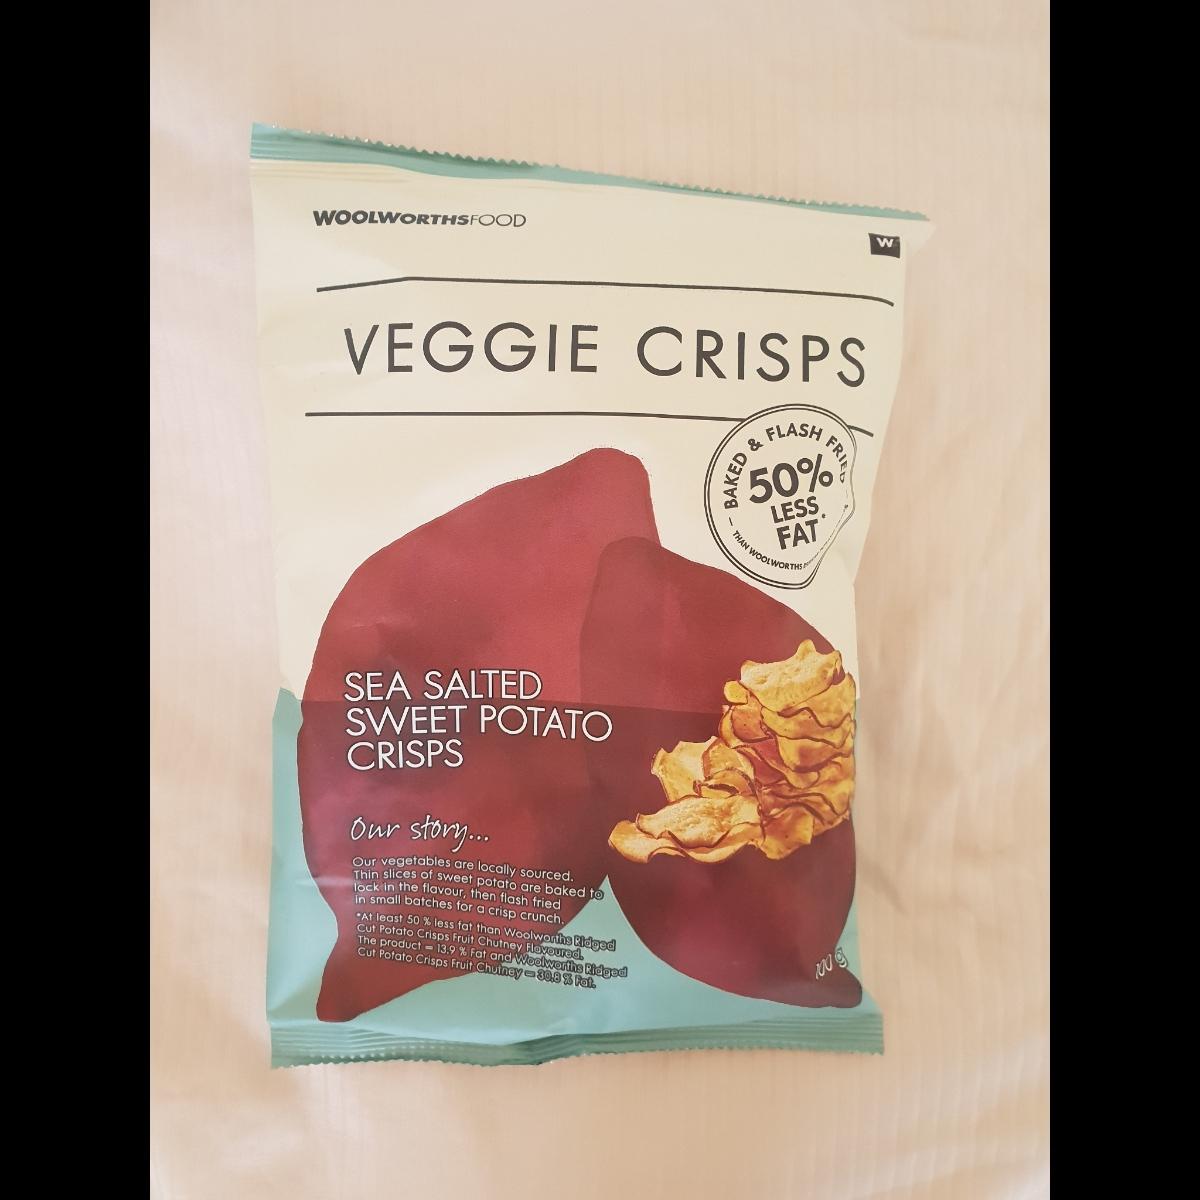 WOOLWORTHSFOOD
W
VEGGIE CRISPS
BAKED & FLASH FRIED
50%
LESS
FAT*
THAN WOOLWORTHS
SEA SALTED
SWEET POTATO
CRISPS
Our story...
Our vegetables are locally sourced.
Thin slices of sweet potato are baked to
lock in the flavour, then flash fried
in small batches for a crisp crunch.
*At least 50 % less fat than Woolworths Ridged
Cut Potato Crisps Fruit Chutney Flavoured.
The product = 13.9 % Fat and Woolworths Ridged
Cut Potato Crisps Fruit Chutney = 30.8 % Fat.
100 g